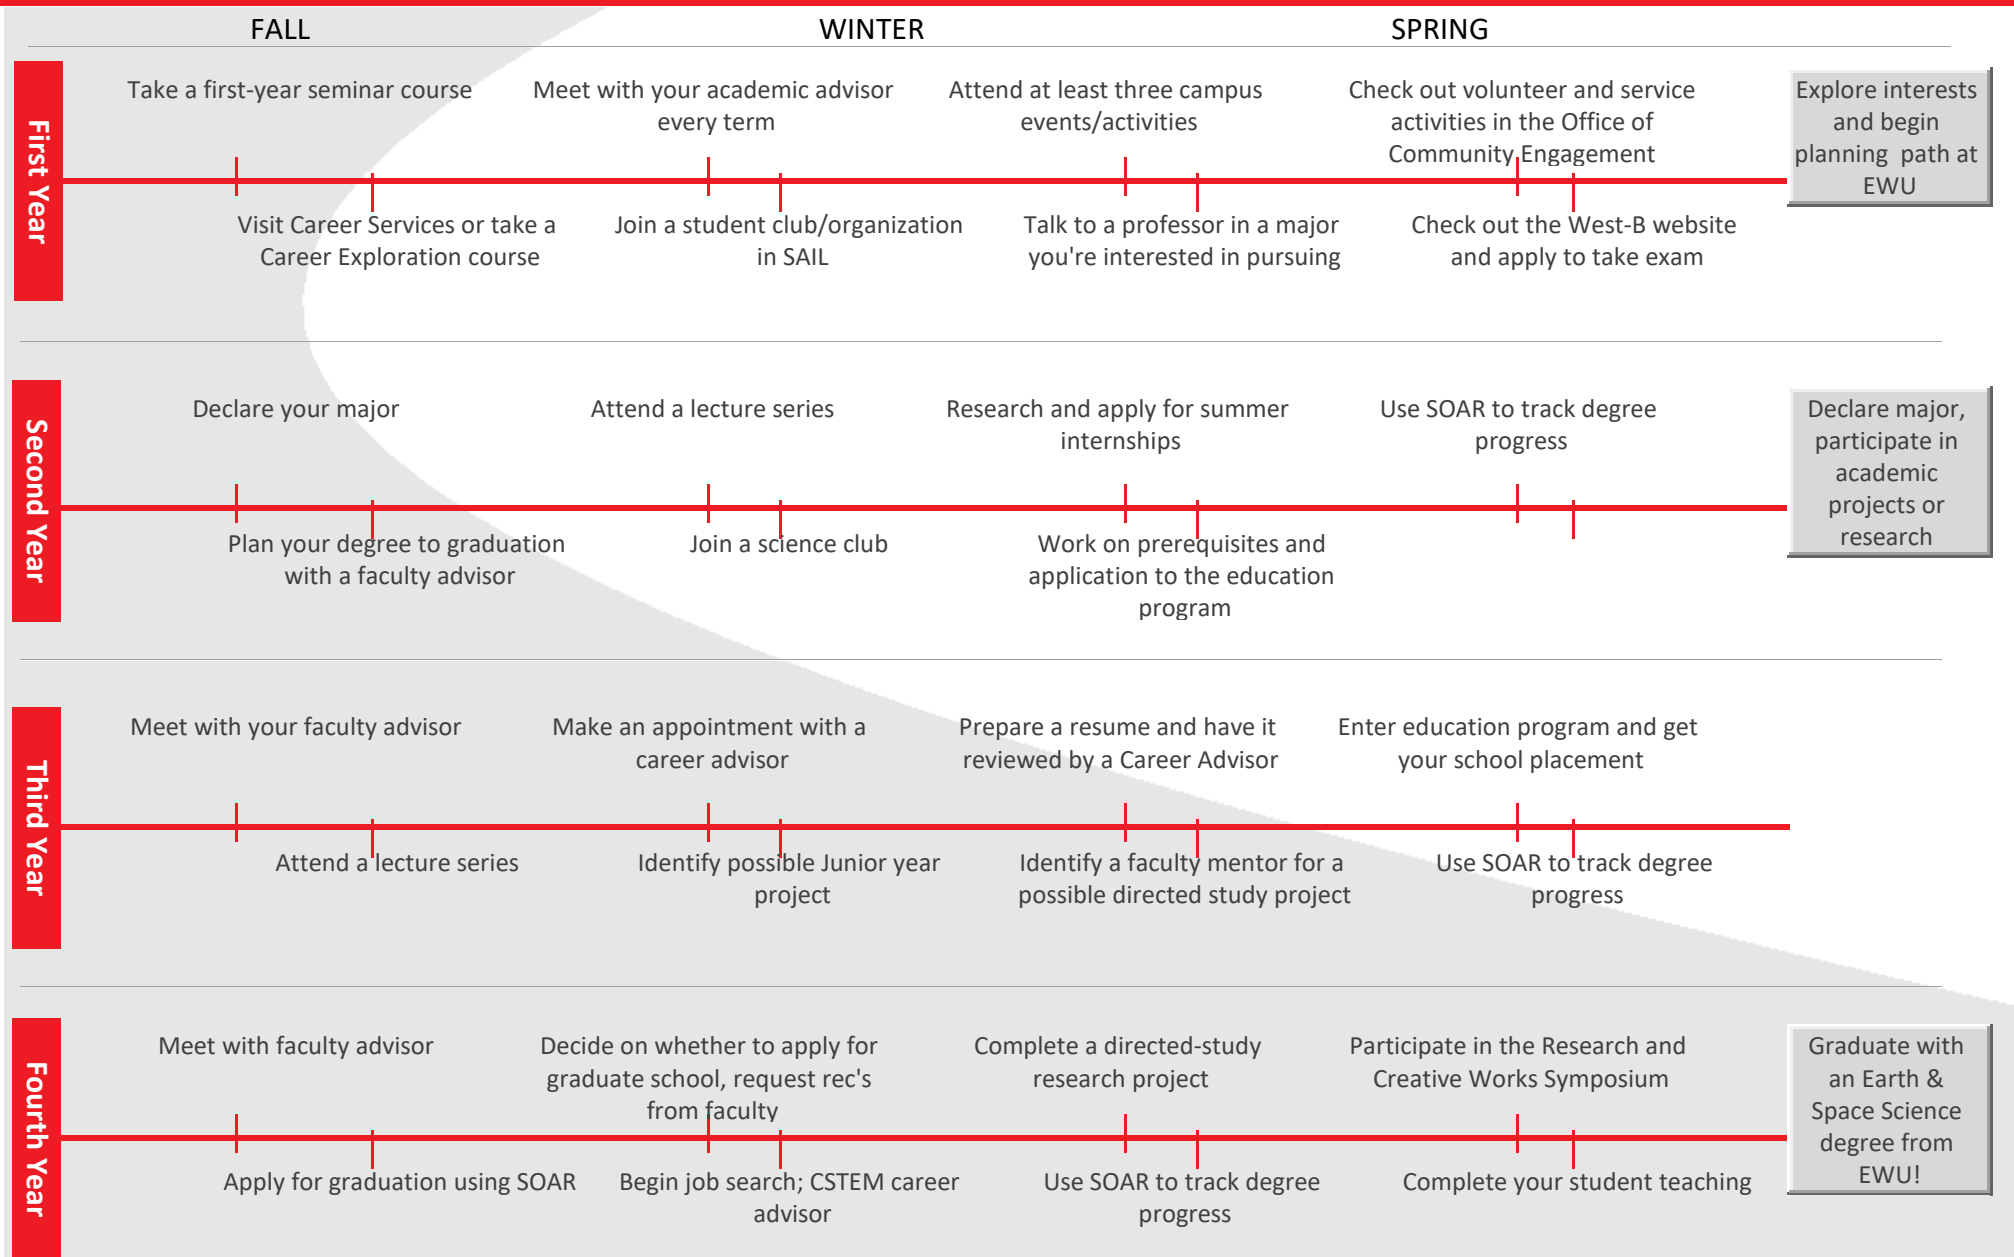 FALL
WINTER
SPRING
First Year
Take a first-year seminar course
Meet with your academic advisor
every term
Attend at least three campus
events/activities
Check out volunteer and service
activities in the Office of
Community Engagement
Visit Career Services or take a
Career Exploration course
Join a student club/organization
in SAIL
Talk to a professor in a major
you're interested in pursuing
Check out the West-B website
and apply to take exam
Explore interests
and begin
planning path at
EWU
Second Year
Declare your major
Attend a lecture series
Research and apply for summer
internships
Use SOAR to track degree
progress
Plan your degree to graduation
with a faculty advisor
Join a science club
Work on prerequisites and
application to the education
program
Declare major,
participate in
academic
projects or
research
Third Year
Meet with your faculty advisor
Make an appointment with a
career advisor
Prepare a resume and have it
reviewed by a Career Advisor
Enter education program and get
your school placement
Attend a lecture series
Identify possible Junior year
project
Identify a faculty mentor for a
possible directed study project
Use SOAR to track degree
progress
Fourth Year
Meet with faculty advisor
Decide on whether to apply for
graduate school, request rec's
from faculty
Complete a directed-study
research project
Participate in the Research and
Creative Works Symposium
Apply for graduation using SOAR
Begin job search; CSTEM career
advisor
Use SOAR to track degree
progress
Complete your student teaching
Graduate with
an Earth &
Space Science
degree from
EWU!